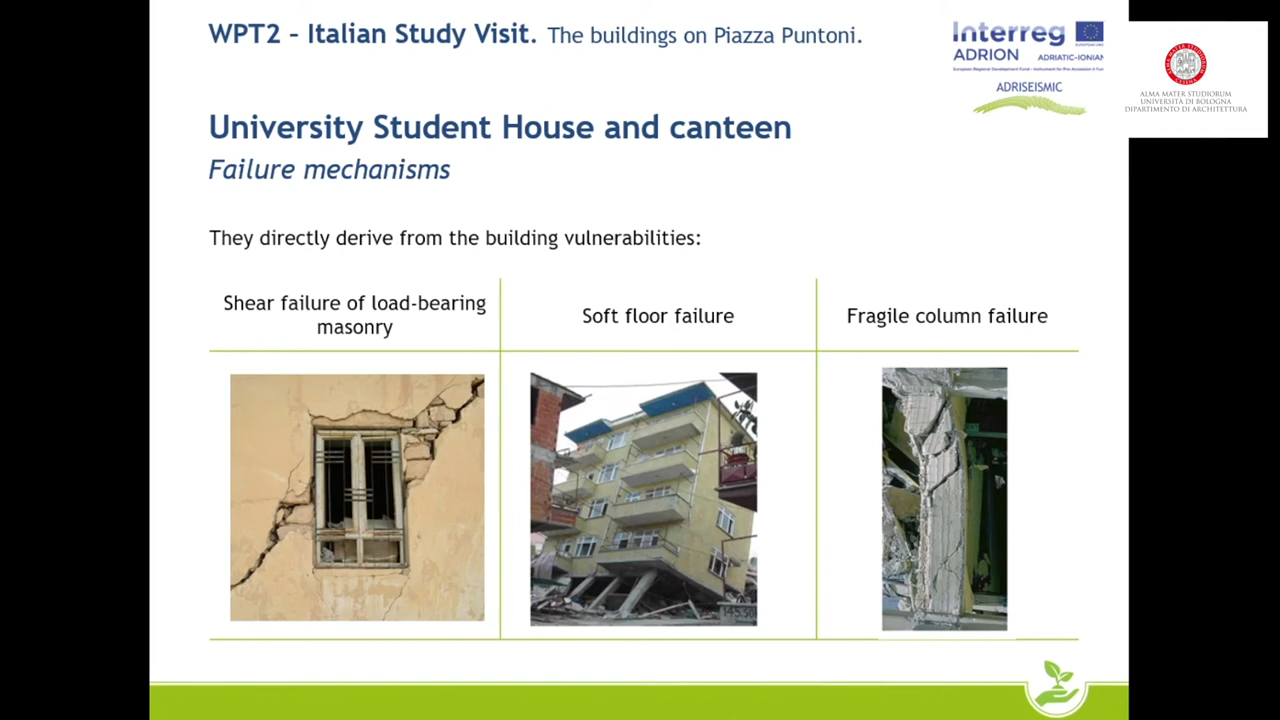 WPT2 – Italian Study Visit. The buildings on Piazza Puntoni.
Interreg
ADRION ADRIATIC-IONIAN
ADRISEISMIC
ALMA MATER STUDIORUM
UNIVERSITÀ DI BOLOGNA
DIPARTIMENTO DI ARCHITETTURA
University Student House and canteen
Failure mechanisms
They directly derive from the building vulnerabilities:
Shear failure of load-bearing
masonry
Soft floor failure
Fragile column failure